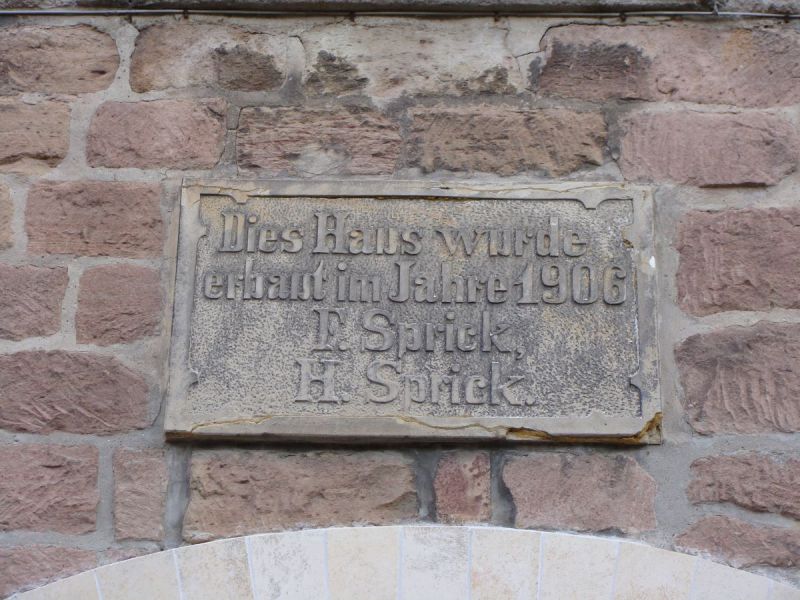 Dies Haus wurde
erbaut im Jahre 1906
F. Sprick,
H. Sprick.